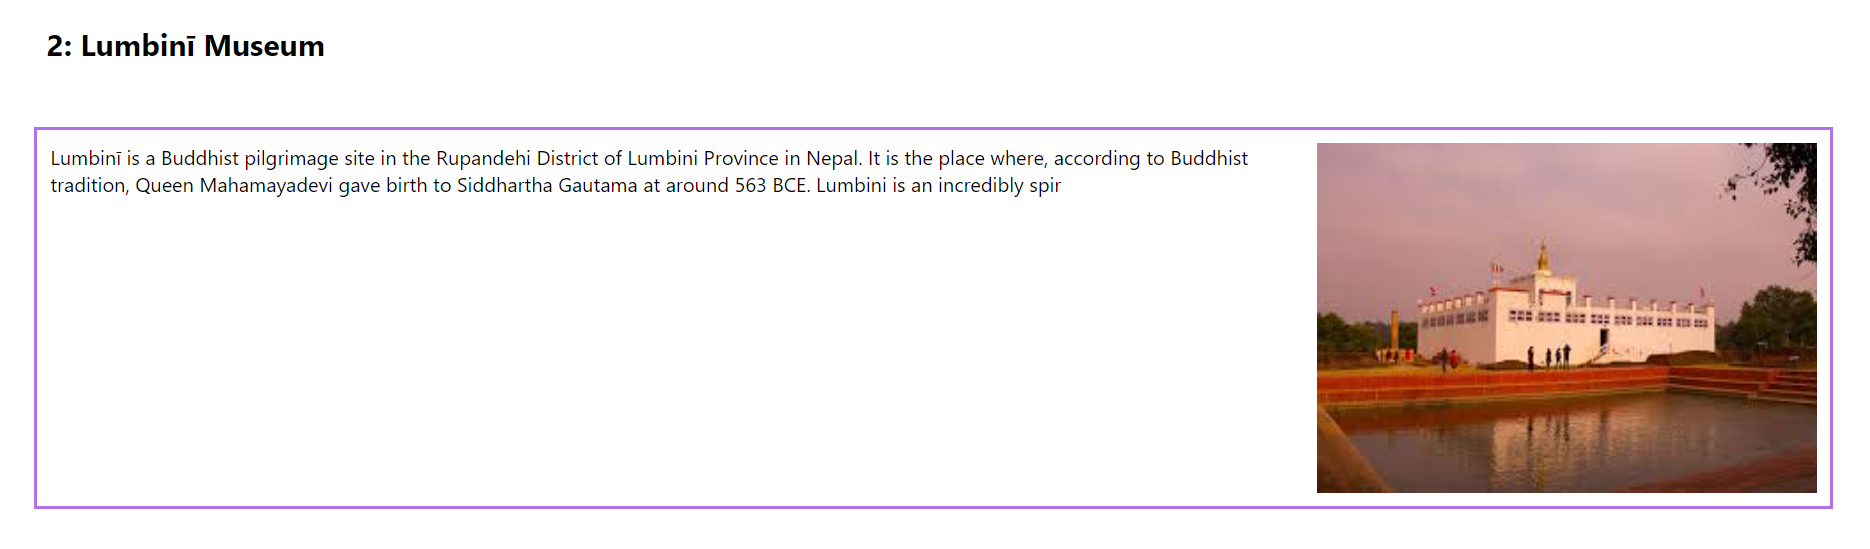 2: Lumbinī Museum
Lumbinī is a Buddhist pilgrimage site in the Rupandehi District of Lumbini Province in Nepal. It is the place where, according to Buddhist
tradition, Queen Mahamayadevi gave birth to Siddhartha Gautama at around 563 BCE. Lumbini is an incredibly spir